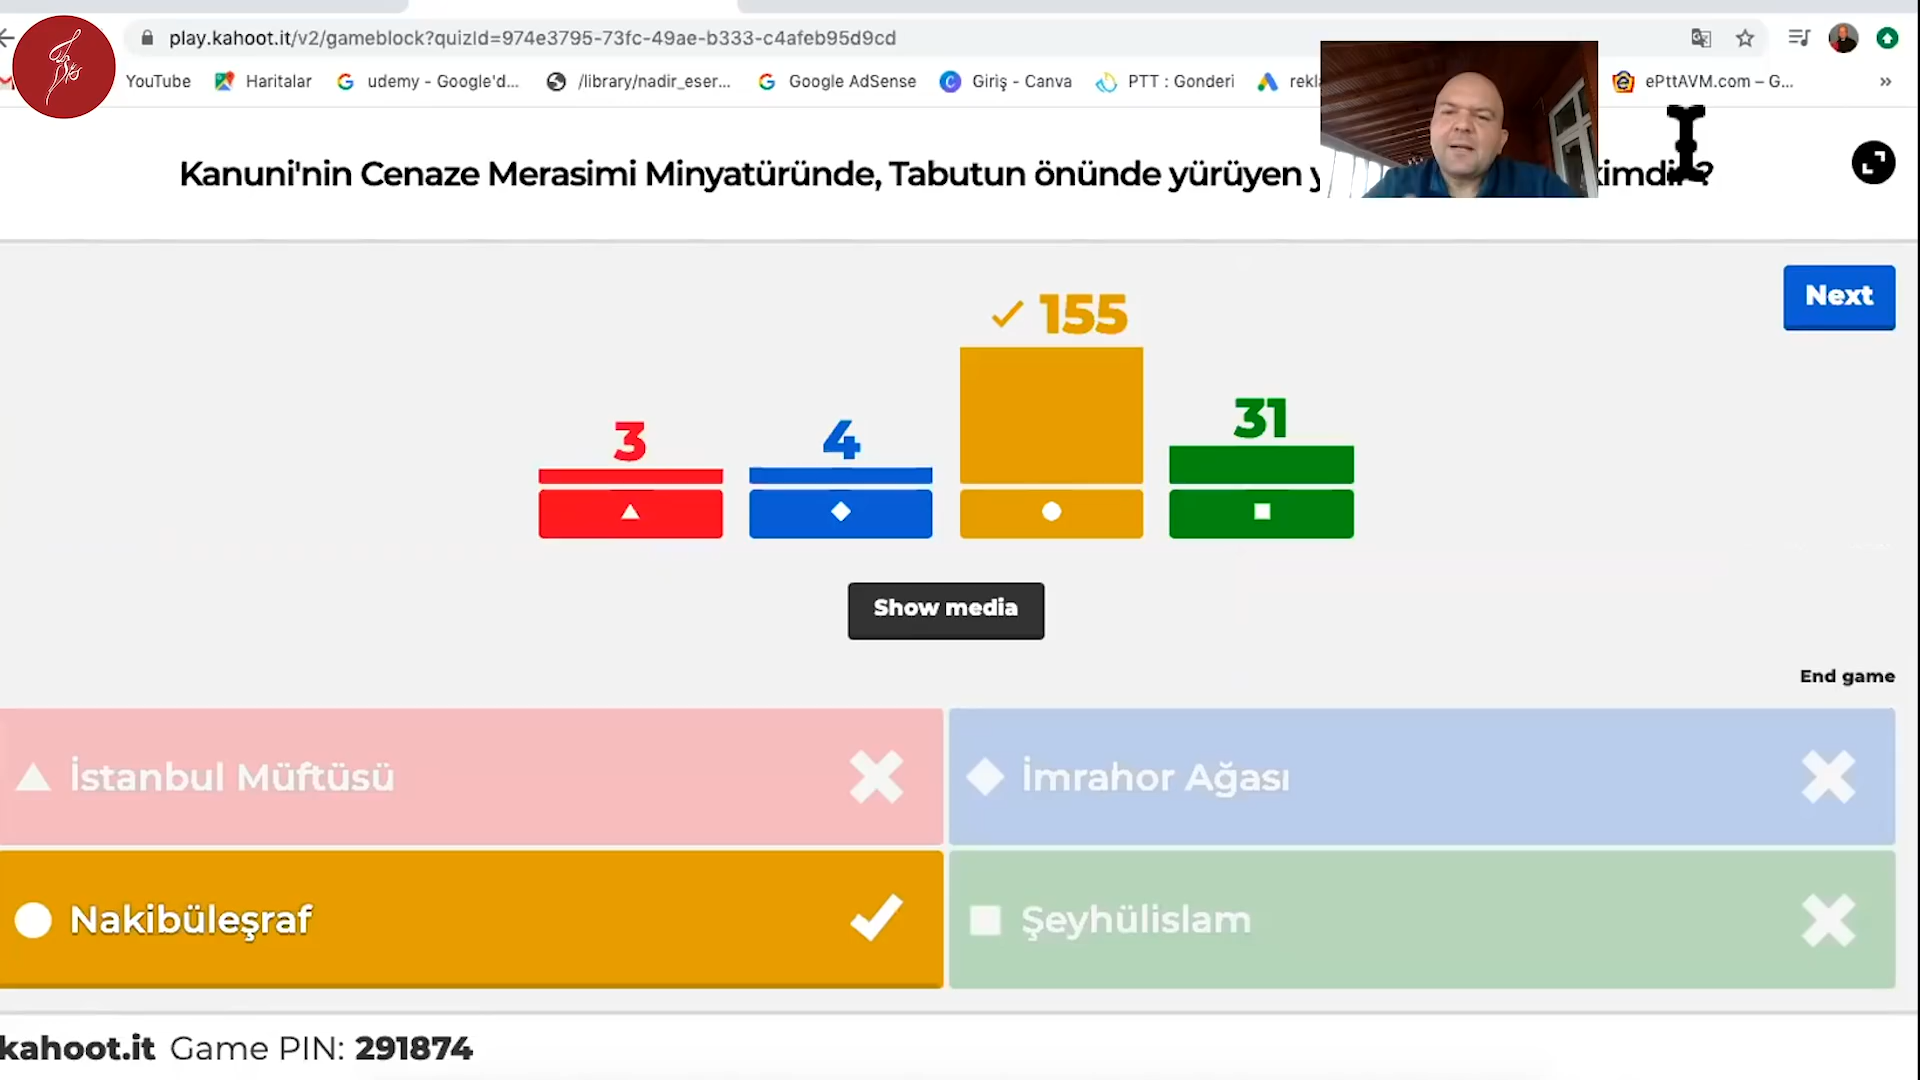 play.kahoot.it/v2/gameblock?quizId=974e3795-73fc-49ae-b333-c4afeb95d9cd
YouTube Haritalar udemy - Google'd... /library/nadir_eser... Google AdSense Giriş - Canva PTT : Gonderi ePttAVM.com – G... »
Kanuni'nin Cenaze Merasimi Minyatüründe, Tabutun önünde yürüyen ?
Next
155
3
4
31
Show media
End game
İstanbul Müftüsü
İmrahor Ağası
Nakibüleşraf
Şeyhülislam
kahoot.it Game PIN: 291874